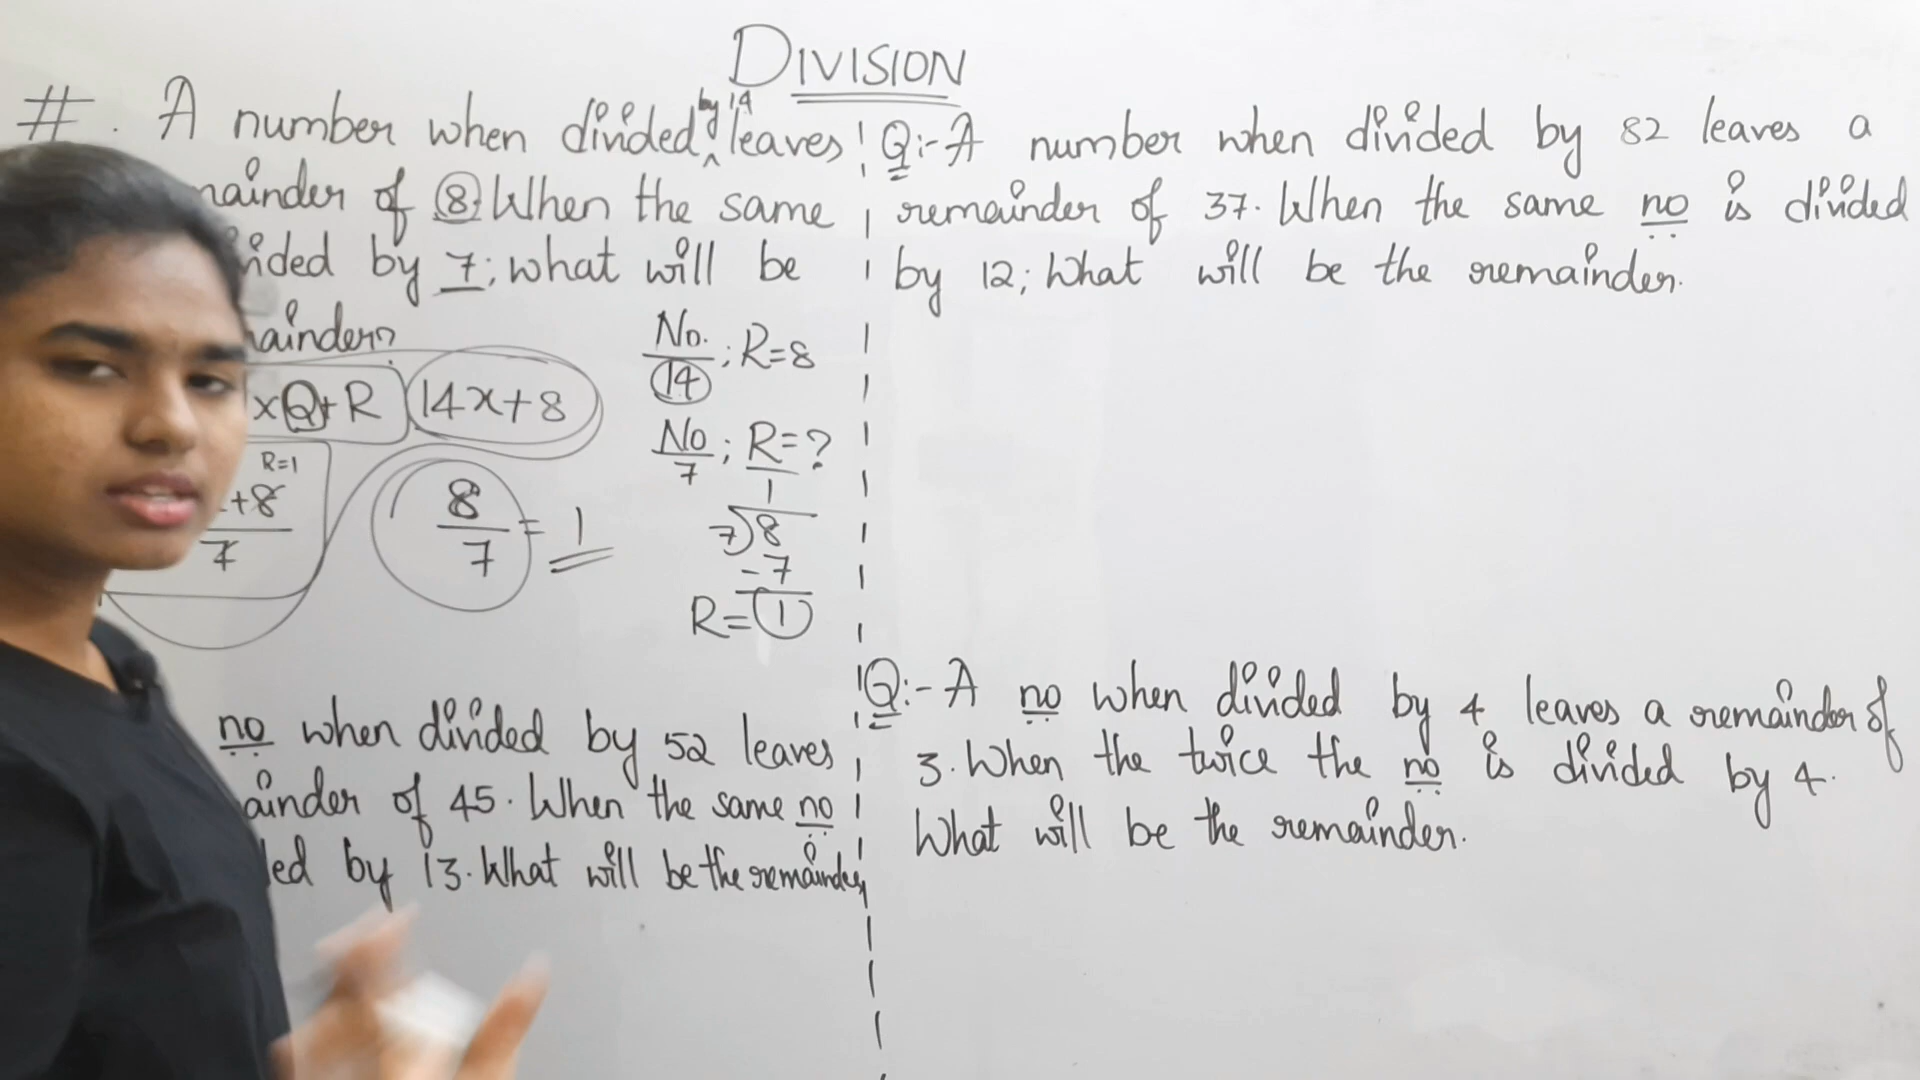 DIVISION
#. A number when divided by 14 leaves
mainder of 8. When the same
ided by 7; what will be
mainder?
xQ+R 14x+8
No.
14 ; R=8
No
7 ; R=?
R=1
+8
7
8
7 = 1
1
7)8
-7
R=1
no when divided by 52 leaves
ainder of 45. When the same no
ed by 13. What will be the remainder
Q:- A number when divided by 82 leaves a
remainder of 37. When the same no is divided
by 12; What will be the remainder.
Q:- A no when divided by 4 leaves a remainder of
3. When the twice the no is divided by 4.
What will be the remainder.